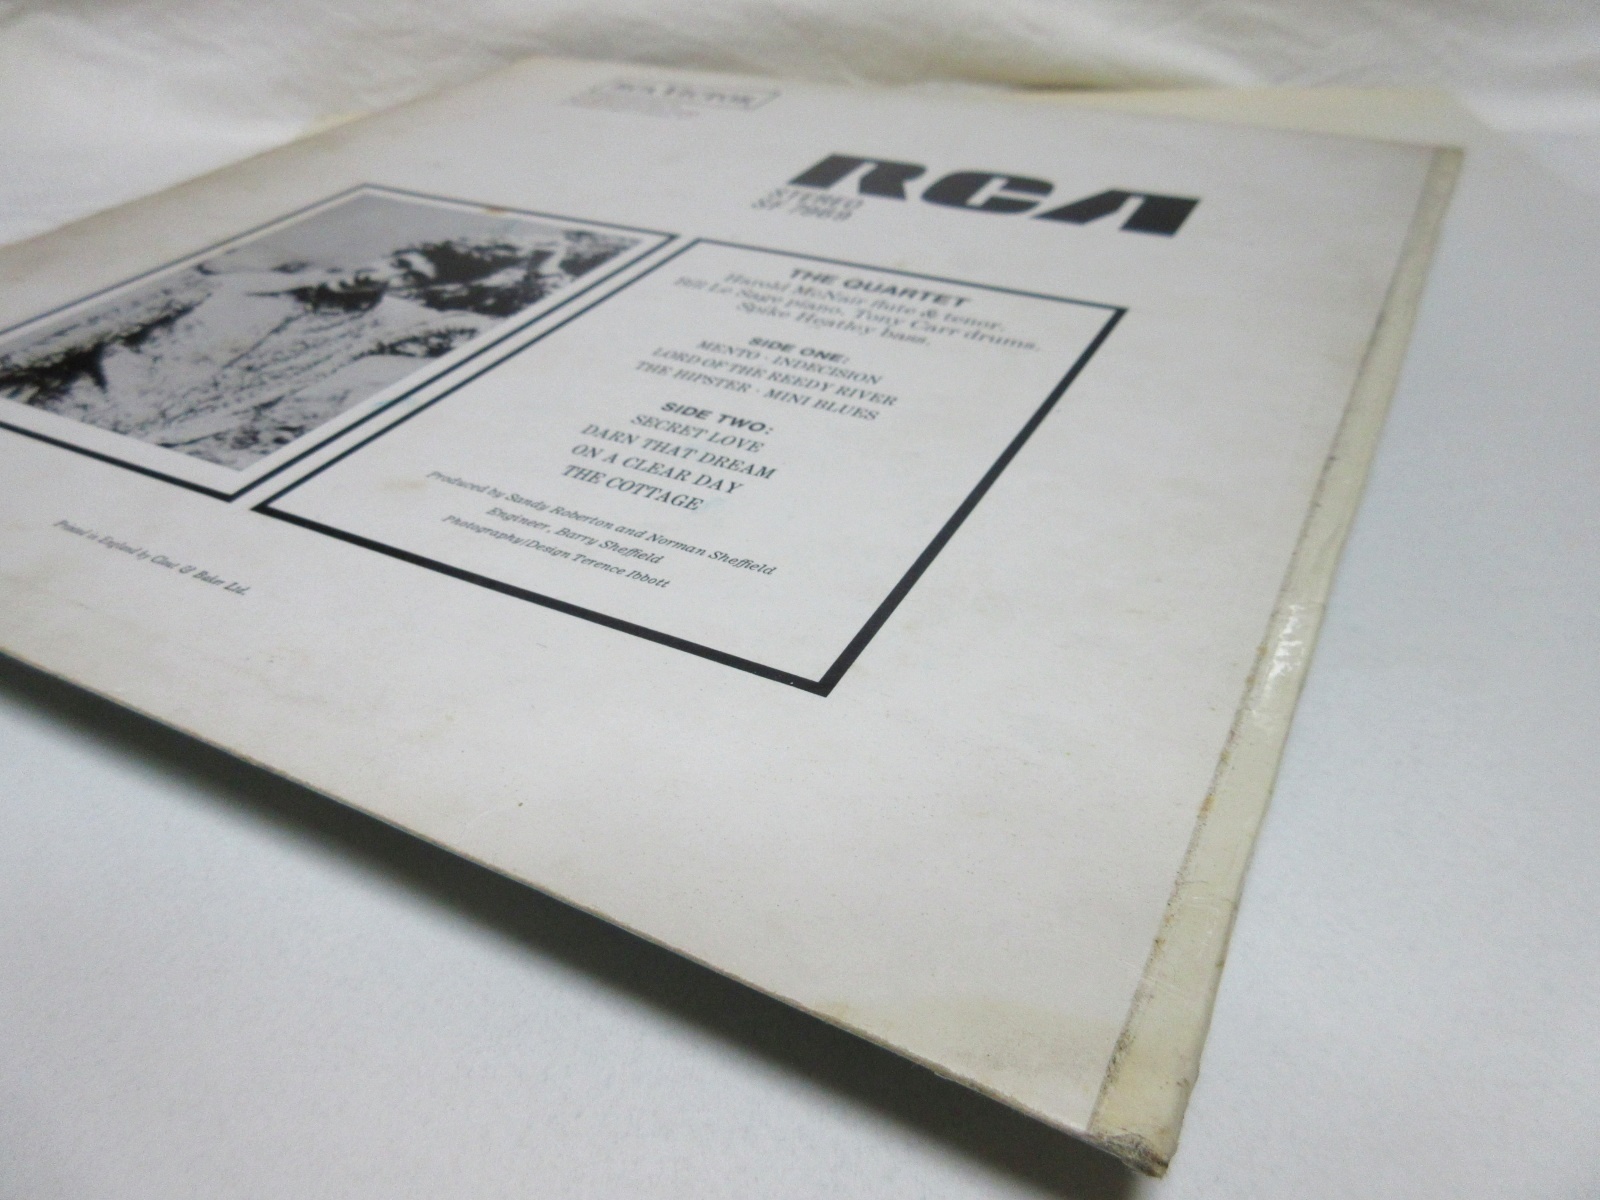 RCA VICTOR
RCA
STEREO
SF 7969
THE QUARTET
Harold McNair flute & tenor.
Bill Le Sage piano. Tony Carr drums.
Spike Heatley bass.
SIDE ONE:
MENTO · INDECISION
LORD OF THE REEDY RIVER
THE HIPSTER · MINI BLUES
SIDE TWO:
SECRET LOVE
DARN THAT DREAM
ON A CLEAR DAY
THE COTTAGE
Produced by Sandy Roberton and Norman Sheffield
Engineer, Barry Sheffield
Photography/Design Terence Ibbott
Printed in England by Clout & Baker Ltd.